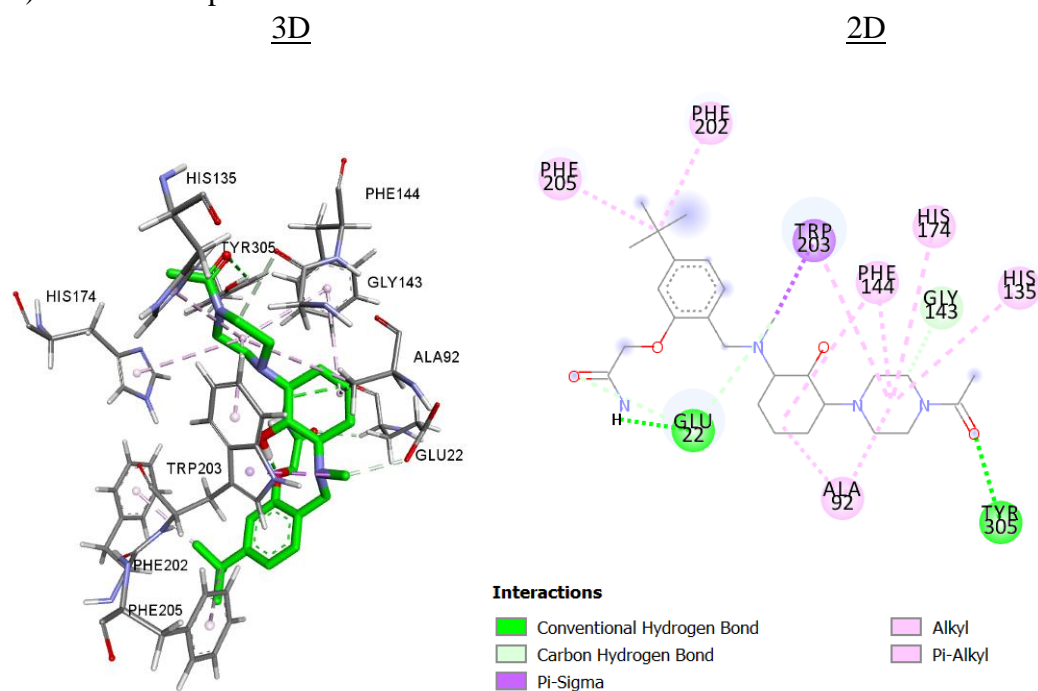 3D
2D
HIS135
PHE144
TYR305
GLY143
HIS174
ALA92
GLU22
TRP203
PHE202
PHE205
PHE
202
PHE
205
TRP
203
HIS
174
PHE
144
GLY
143
HIS
135
O
N
O
O
N
H
GLU
22
N
N
O
ALA
92
TYR
305
Interactions
Conventional Hydrogen Bond
Carbon Hydrogen Bond
Pi-Sigma
Alkyl
Pi-Alkyl